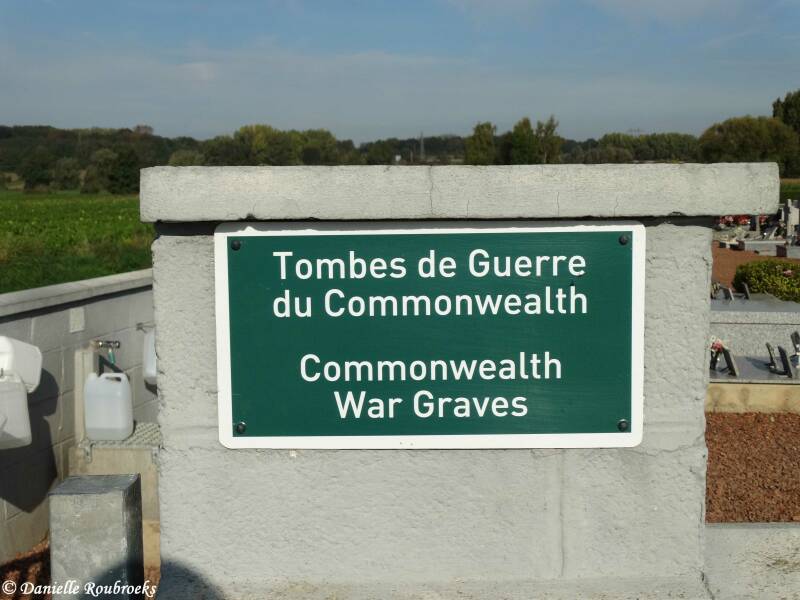 Tombes de Guerre
du Commonwealth
Commonwealth
War Graves
© Danielle Roubroeks